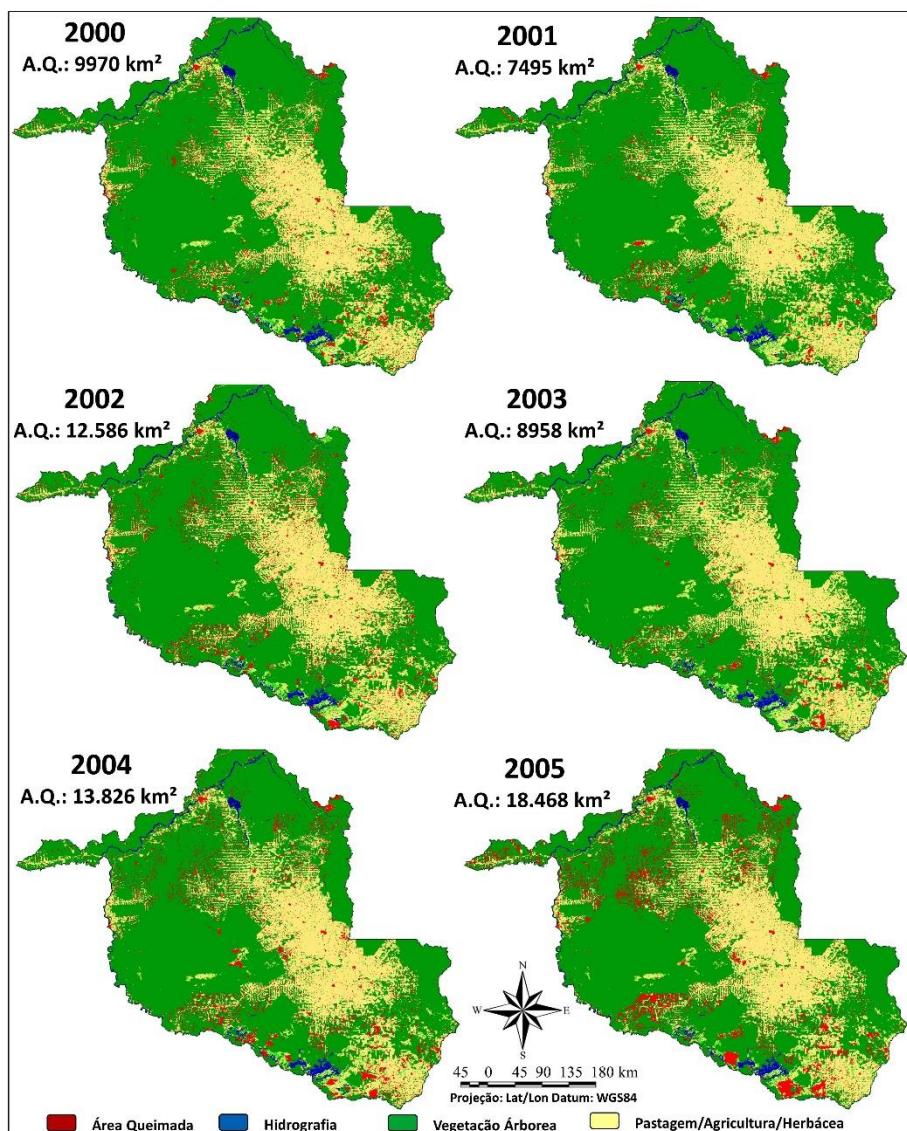 2000
A.Q.: 9970 km²
2001
A.Q.: 7495 km²
2002
A.Q.: 12.586 km²
2003
A.Q.: 8958 km²
2004
A.Q.: 13.826 km²
2005
A.Q.: 18.468 km²
N
W E
S
45 0 45 90 135 180 km
Projeção: Lat/Lon Datum: WGS84
Área Queimada Hidrografia Vegetação Árborea Pastagem/Agricultura/Herbácea